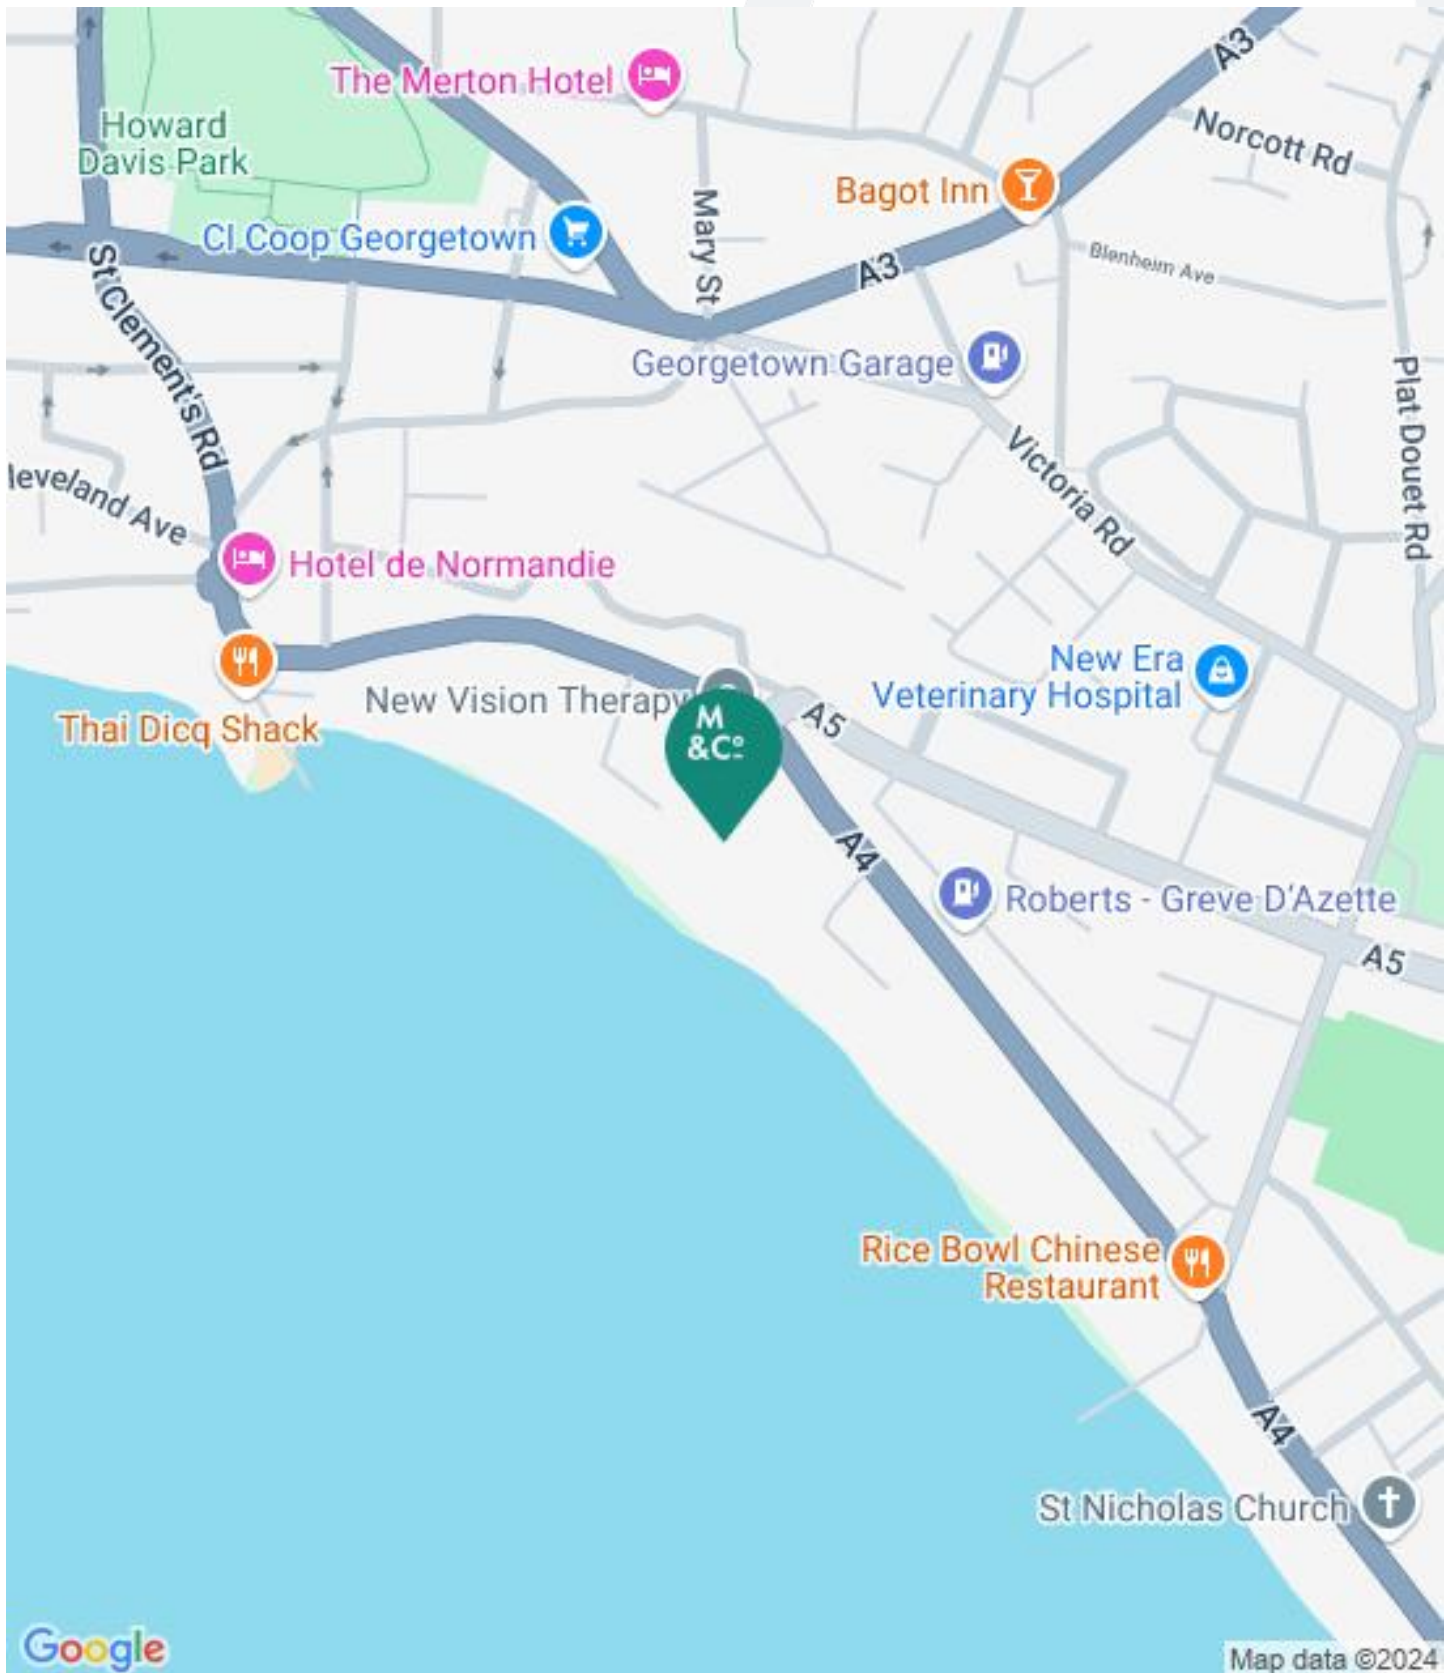 A3
The Merton Hotel
Howard
Davis Park
Norcott Rd
Bagot Inn
Mary St
CI Coop Georgetown
St Clement's Rd
A3
Blenheim Ave
Georgetown Garage
Plat Douet Rd
Victoria Rd
leveland Ave
Hotel de Normandie
New Era
Veterinary Hospital
New Vision Therapy
M
&Cº
A5
Thai Dicq Shack
A4
Roberts - Greve D'Azette
A5
Rice Bowl Chinese
Restaurant
A4
St Nicholas Church
Google
Map data ©2024